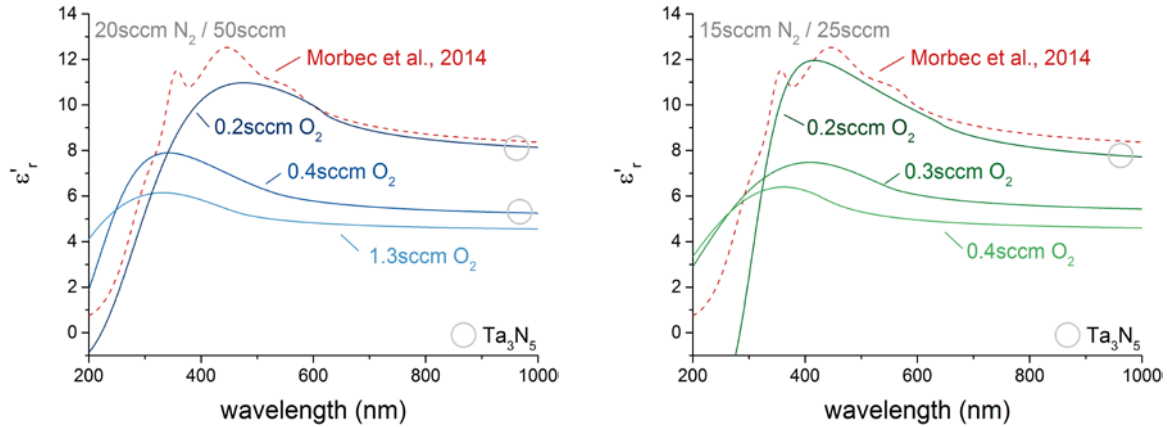 20sccm N₂ / 50sccm
Morbec et al., 2014
0.2sccm O₂
0.4sccm O₂
1.3sccm O₂
Ta₃N₅
14
12
10
8
6
4
2
0
ε'ᵣ
200
400
600
800
1000
wavelength (nm)
15sccm N₂ / 25sccm
Morbec et al., 2014
0.2sccm O₂
0.3sccm O₂
0.4sccm O₂
Ta₃N₅
14
12
10
8
6
4
2
0
ε'ᵣ
200
400
600
800
1000
wavelength (nm)